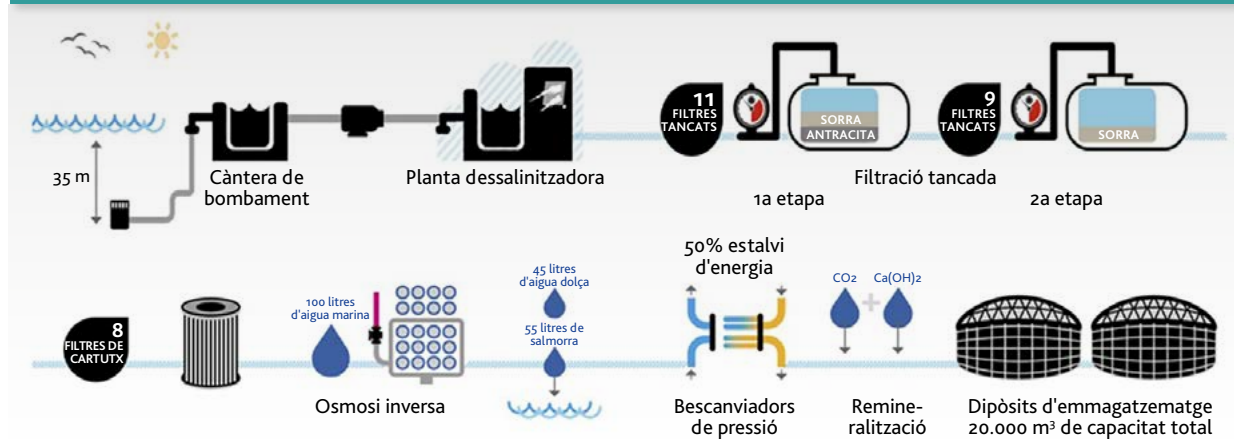 35 m
Càntera de
bombament
Planta dessalinitzadora
11
FILTRES
TANCATS
SORRA
ANTRACITA
1a etapa
Filtració tancada
9
FILTRES
TANCATS
SORRA
2a etapa
8
FILTRES DE
CARTUTX
100 litres
d'aigua marina
Osmosi inversa
45 litres
d'aigua dolça
55 litres de
salmorra
50% estalvi
d'energia
Bescanviadors
de pressió
CO2 + Ca(OH)2
Remine-
ralització
Dipòsits d'emmagatzematge
20.000 m³ de capacitat total